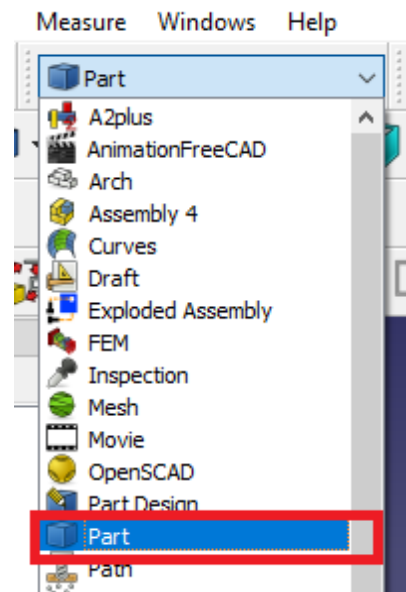 Measure Windows Help
Part
A2plus
AnimationFreeCAD
Arch
Assembly 4
Curves
Draft
Exploded Assembly
FEM
Inspection
Mesh
Movie
OpenSCAD
Part Design
Part
Path